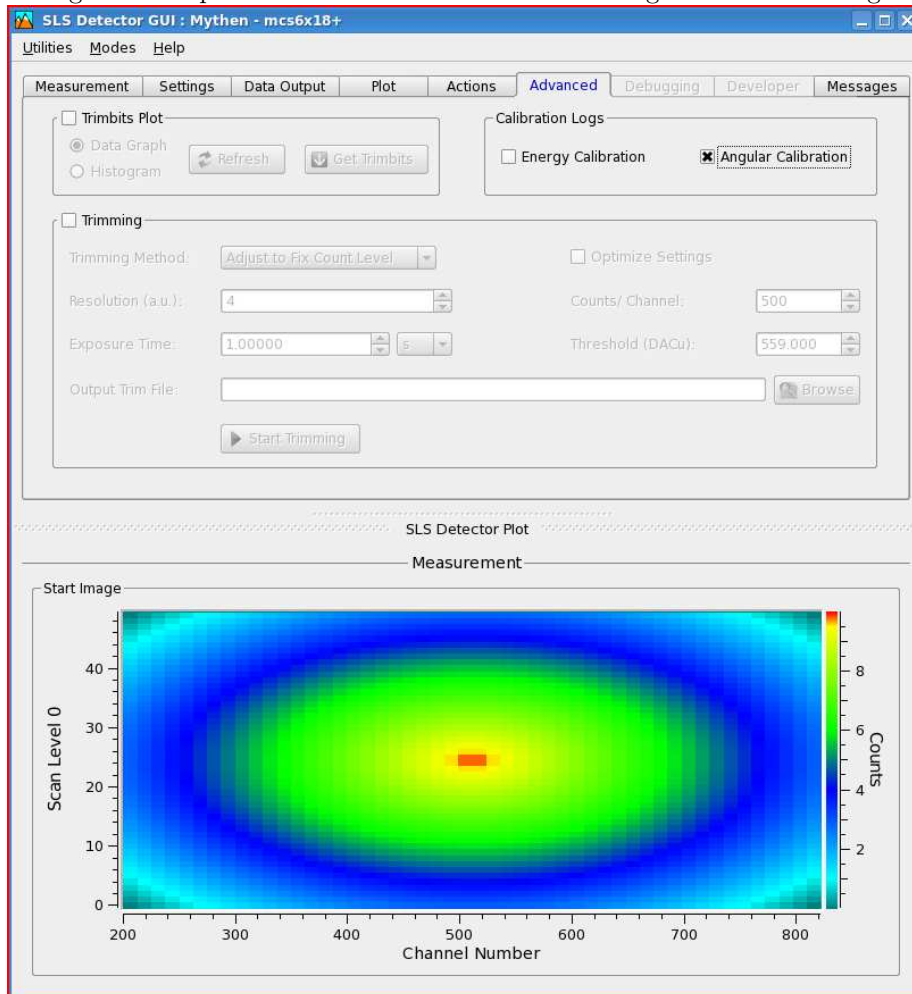 SLS Detector GUI : Mythen - mcs6x18+
Utilities Modes Help
Measurement Settings Data Output Plot Actions Advanced Debugging Developer Messages
Trimbits Plot
Data Graph
Histogram
Refresh
Get Trimbits
Calibration Logs
Energy Calibration
Angular Calibration
Trimming
Trimming Method: Adjust to Fix Count Level
Optimize Settings
Resolution (a.u.): 4
Counts/ Channel: 500
Exposure Time: 1.00000 s
Threshold (DACu): 559.000
Output Trim File:
Browse
Start Trimming
SLS Detector Plot
Measurement
Start Image
Scan Level 0
40
30
20
10
0
200 300 400 500 600 700 800
Channel Number
8
6
4
2
Counts